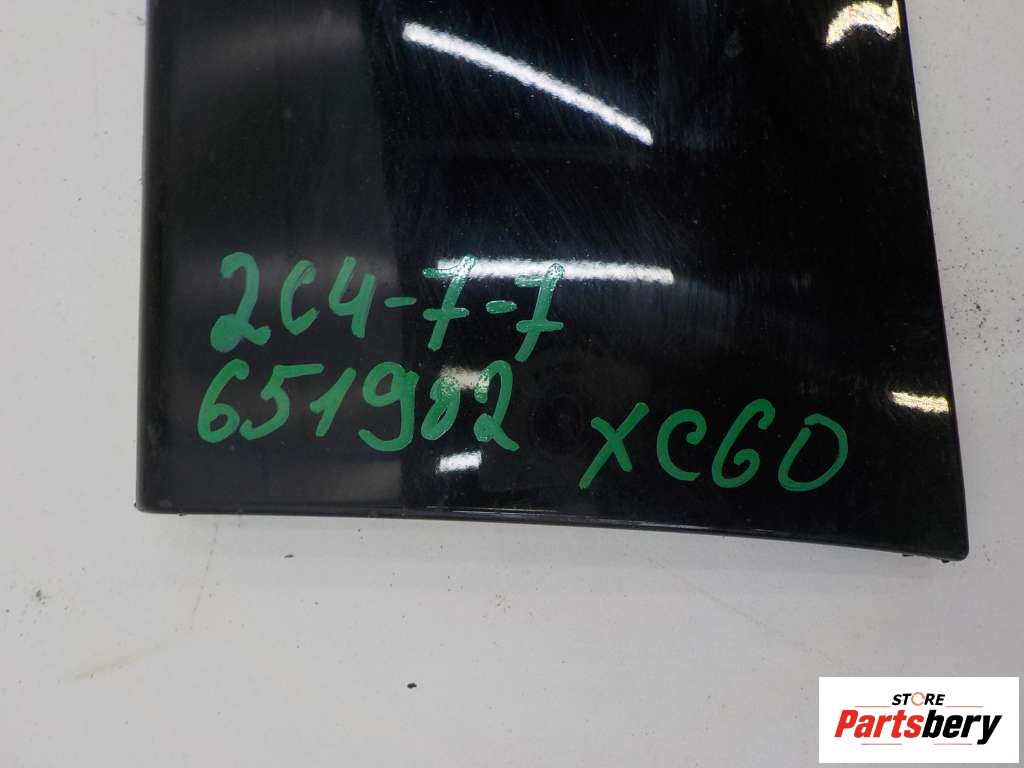 2C4-7-7
651982
XC60
STORE
Partsbery